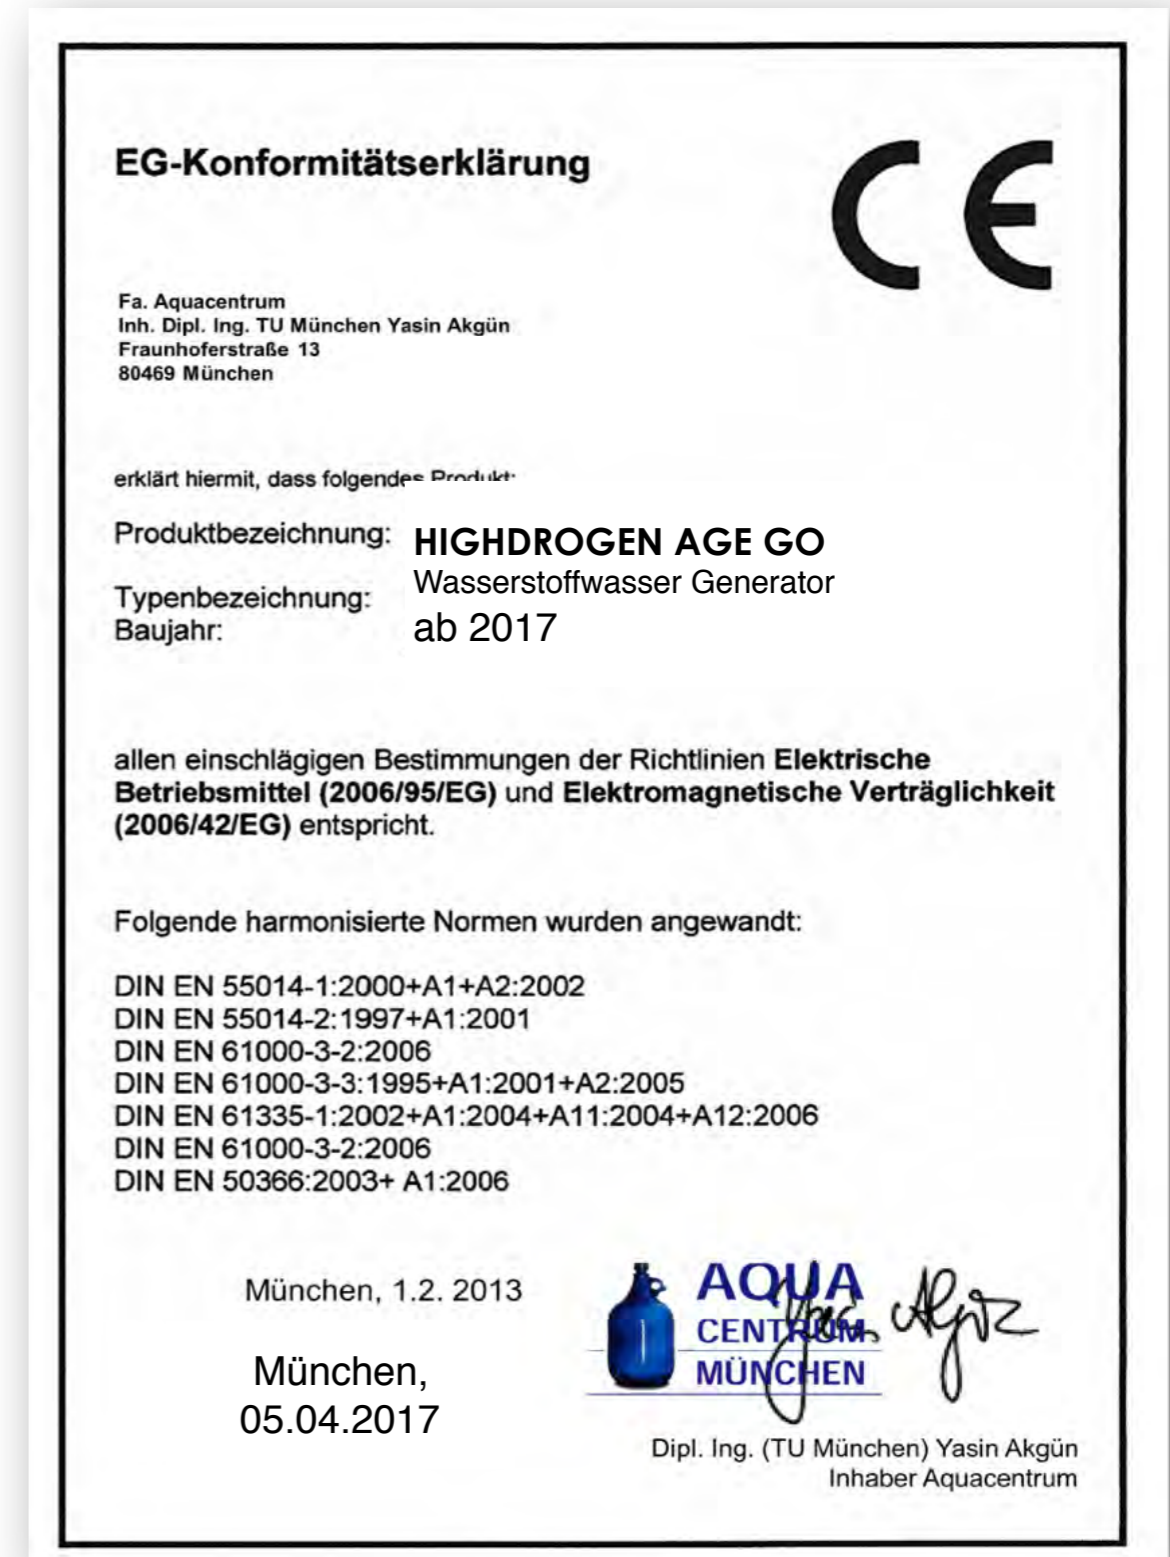 EG-Konformitätserklärung
CE
Fa. Aquacentrum
Inh. Dipl. Ing. TU München Yasin Akgün
Fraunhoferstraße 13
80469 München
erklärt hiermit, dass folgendes Produkt:
Produktbezeichnung: HIGHDROGEN AGE GO
Wasserstoffwasser Generator
Typenbezeichnung:
Baujahr: ab 2017
allen einschlägigen Bestimmungen der Richtlinien Elektrische
Betriebsmittel (2006/95/EG) und Elektromagnetische Verträglichkeit
(2006/42/EG) entspricht.
Folgende harmonisierte Normen wurden angewandt:
DIN EN 55014-1:2000+A1+A2:2002
DIN EN 55014-2:1997+A1:2001
DIN EN 61000-3-2:2006
DIN EN 61000-3-3:1995+A1:2001+A2:2005
DIN EN 61335-1:2002+A1:2004+A11:2004+A12:2006
DIN EN 61000-3-2:2006
DIN EN 50366:2003+ A1:2006
München, 1.2. 2013
München,
05.04.2017
AQUA
CENTRUM
MÜNCHEN
Dipl. Ing. (TU München) Yasin Akgün
Inhaber Aquacentrum